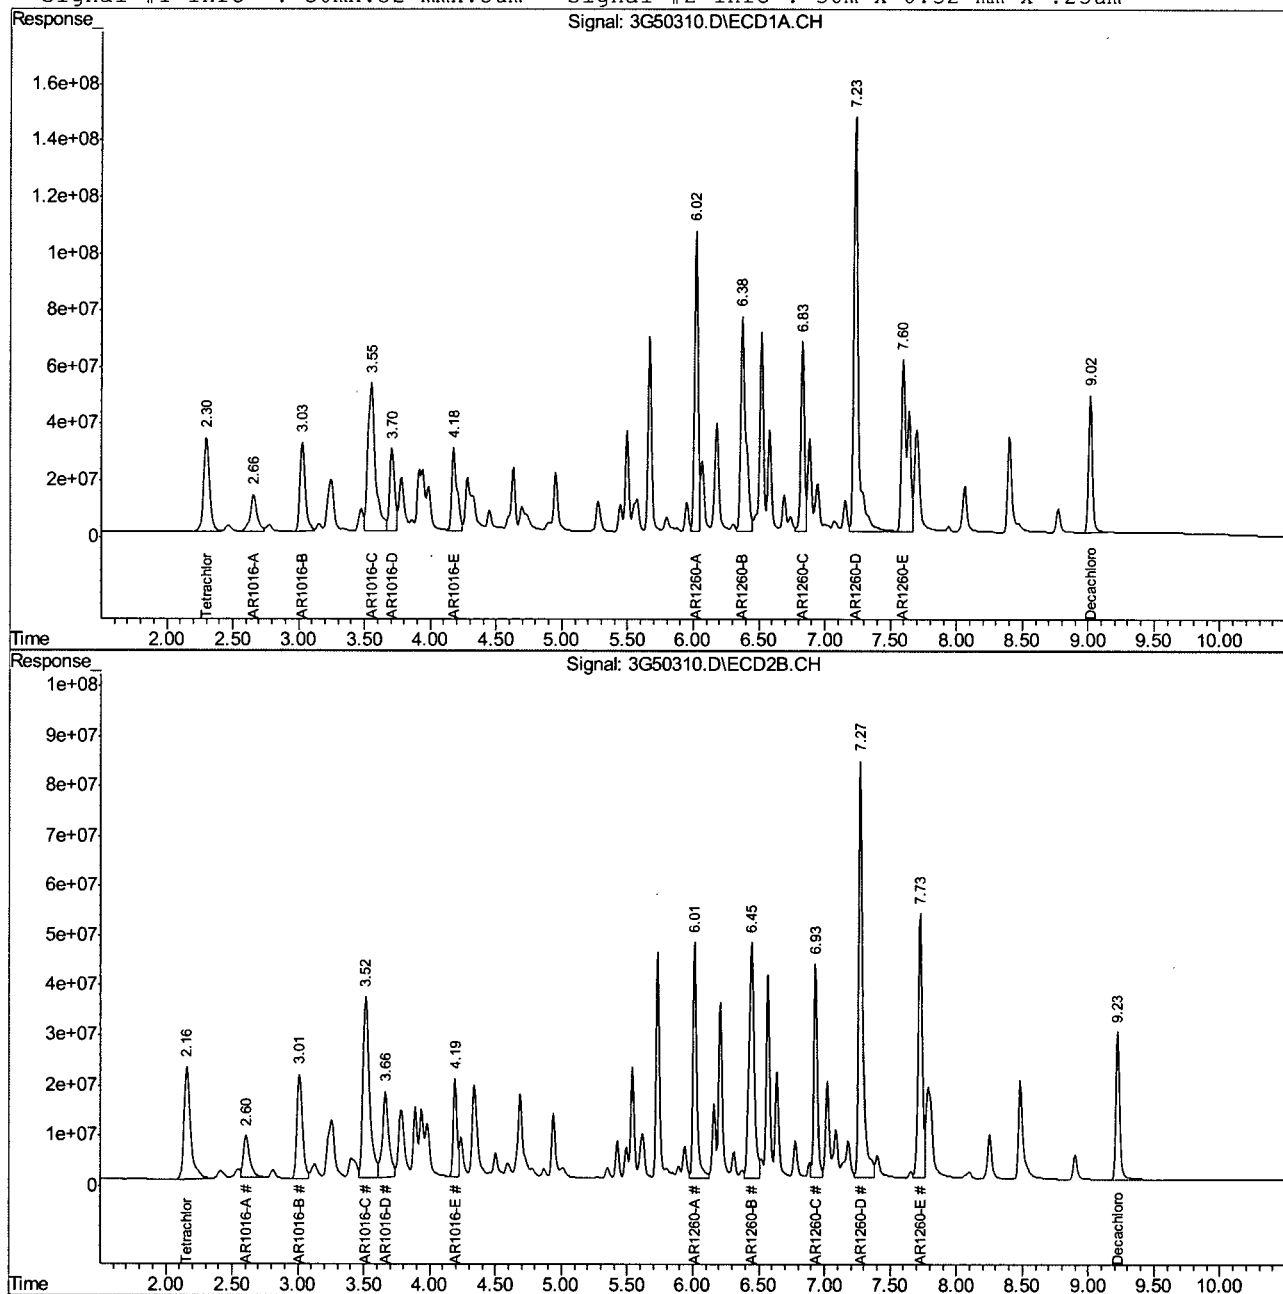 Signal: 3G50310.D\ECD1A.CH
Response_
1.6e+08
1.4e+08
1.2e+08
1e+08
8e+07
6e+07
4e+07
2e+07
0
2.30
2.66
3.03
3.55
3.70
4.18
6.02
6.38
6.83
7.23
7.60
9.02
Tetrachlor
AR1016-A
AR1016-B
AR1016-C
AR1016-D
AR1016-E
AR1260-A
AR1260-B
AR1260-C
AR1260-D
AR1260-E
Decachloro
Time 2.00 2.50 3.00 3.50 4.00 4.50 5.00 5.50 6.00 6.50 7.00 7.50 8.00 8.50 9.00 9.50 10.00
Response_
Signal: 3G50310.D\ECD2B.CH
1e+08
9e+07
8e+07
7e+07
6e+07
5e+07
4e+07
3e+07
2e+07
1e+07
0
2.16
2.60
3.01
3.52
3.66
4.19
6.01
6.45
6.93
7.27
7.73
9.23
Tetrachlor
AR1016-A #
AR1016-B #
AR1016-C #
AR1016-D #
AR1016-E #
AR1260-A #
AR1260-B #
AR1260-C #
AR1260-D #
AR1260-E #
Decachloro
Time 2.00 2.50 3.00 3.50 4.00 4.50 5.00 5.50 6.00 6.50 7.00 7.50 8.00 8.50 9.00 9.50 10.00